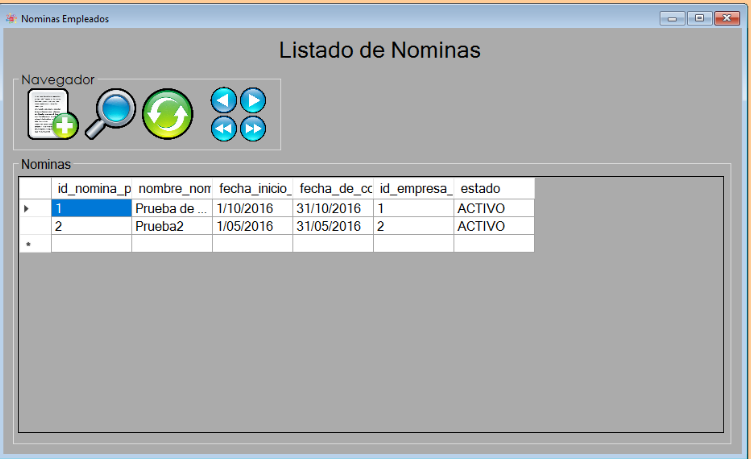 Nominas Empleados
Listado de Nominas
Navegador
Nominas
id_nomina_p nombre_nom fecha_inicio_ fecha_de_cc id_empresa_ estado
1 Prueba de ... 1/10/2016 31/10/2016 1 ACTIVO
2 Prueba2 1/05/2016 31/05/2016 2 ACTIVO